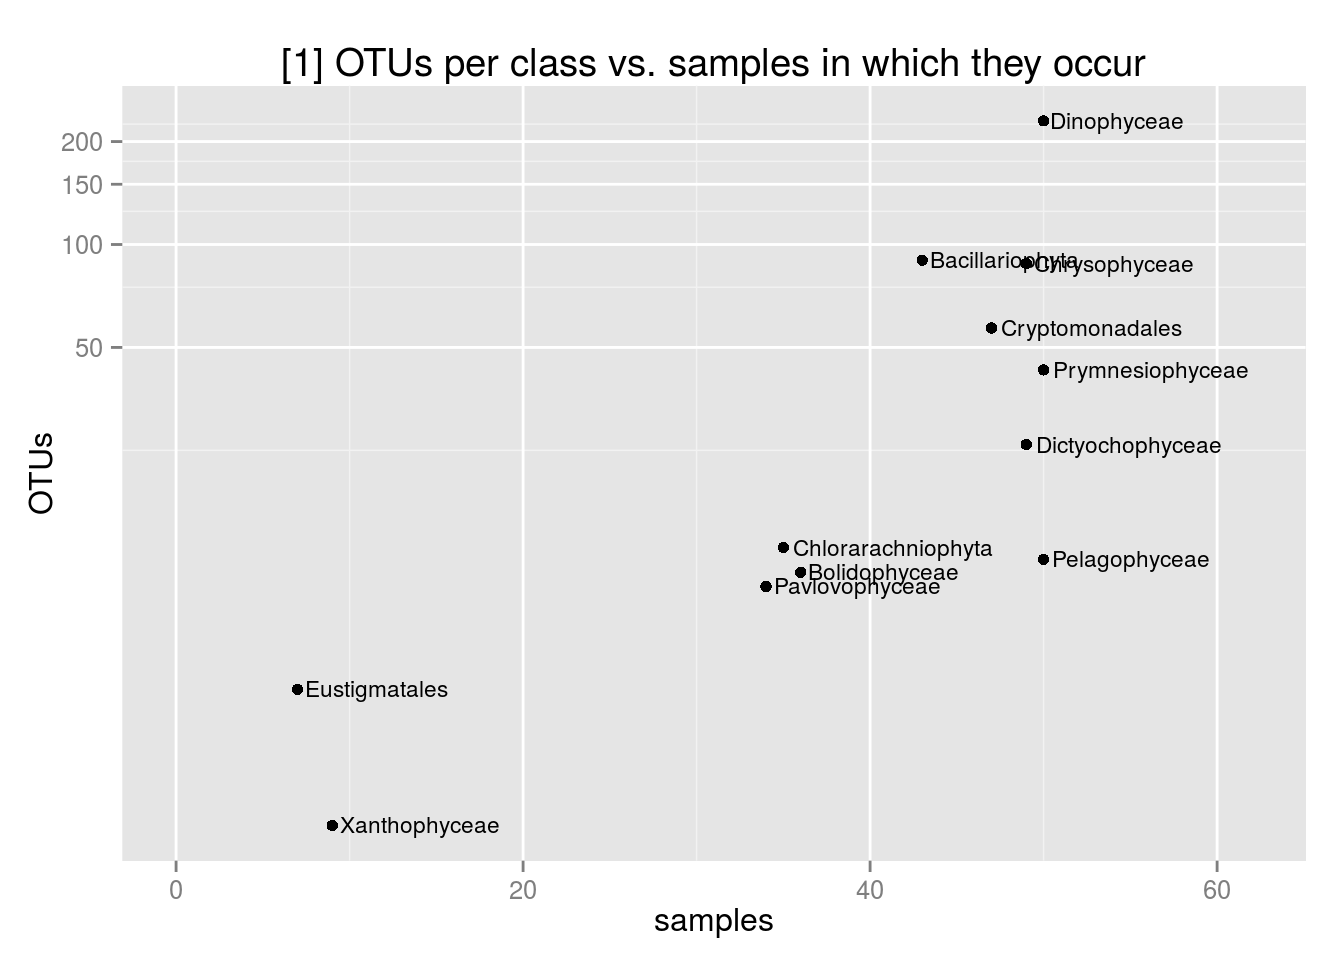 [1] OTUs per class vs. samples in which they occur
200
150
100
50
OTUs
Dinophyceae
Bacillariophyta
Chrysophyceae
Cryptomonadales
Prymnesiophyceae
Dictyochophyceae
Chlorarachniophyta
Pelagophyceae
Bolidophyceae
Pavlovophyceae
Eustigmatales
Xanthophyceae
0 20 40 60
samples